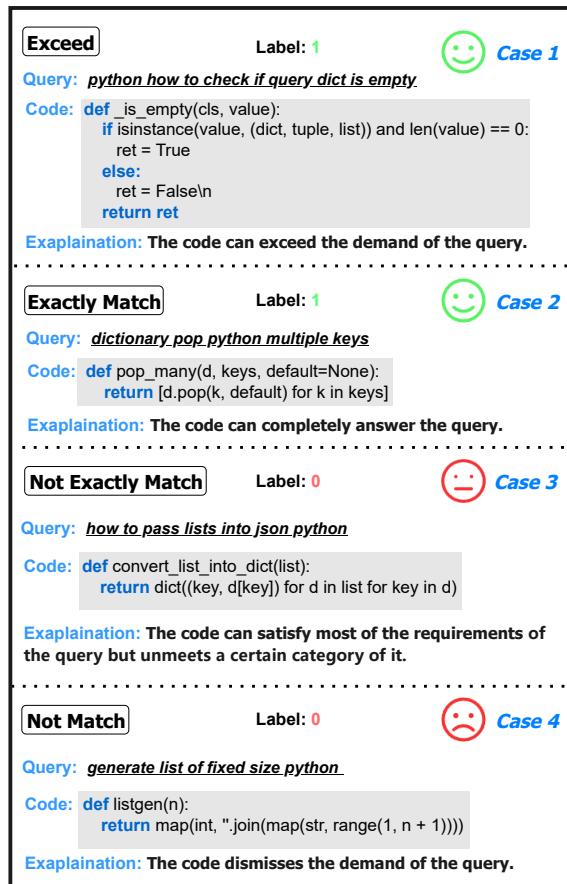 Exceed Label: 1 Case 1
Query: python how to check if query dict is empty
Code: def _is_empty(cls, value):
if isinstance(value, (dict, tuple, list)) and len(value) == 0:
ret = True
else:
ret = False\n
return ret
Exaplaination: The code can exceed the demand of the query.
Exactly Match Label: 1 Case 2
Query: dictionary pop python multiple keys
Code: def pop_many(d, keys, default=None):
return [d.pop(k, default) for k in keys]
Exaplaination: The code can completely answer the query.
Not Exactly Match Label: 0 Case 3
Query: how to pass lists into json python
Code: def convert_list_into_dict(list):
return dict((key, d[key]) for d in list for key in d)
Exaplaination: The code can satisfy most of the requirements of
the query but unmeets a certain category of it.
Not Match Label: 0 Case 4
Query: generate list of fixed size python
Code: def listgen(n):
return map(int, ''.join(map(str, range(1, n + 1))))
Exaplaination: The code dismisses the demand of the query.